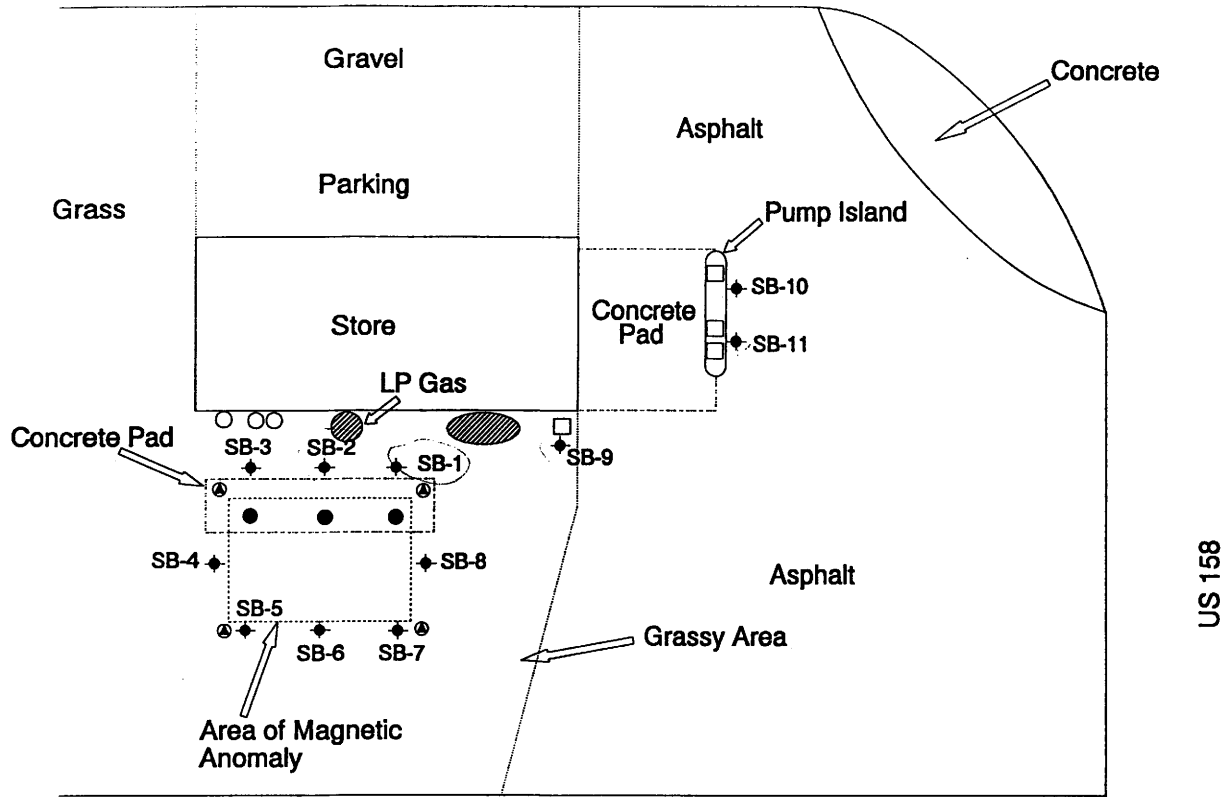 Gravel
Concrete
Asphalt
Parking
Grass
Pump Island
SB-10
Concrete
Pad
Store
SB-11
LP Gas
Concrete Pad
SB-3
SB-2
SB-1
SB-9
SB-4
SB-8
Asphalt
US 158
SB-5
SB-6
SB-7
Grassy Area
Area of Magnetic
Anomaly